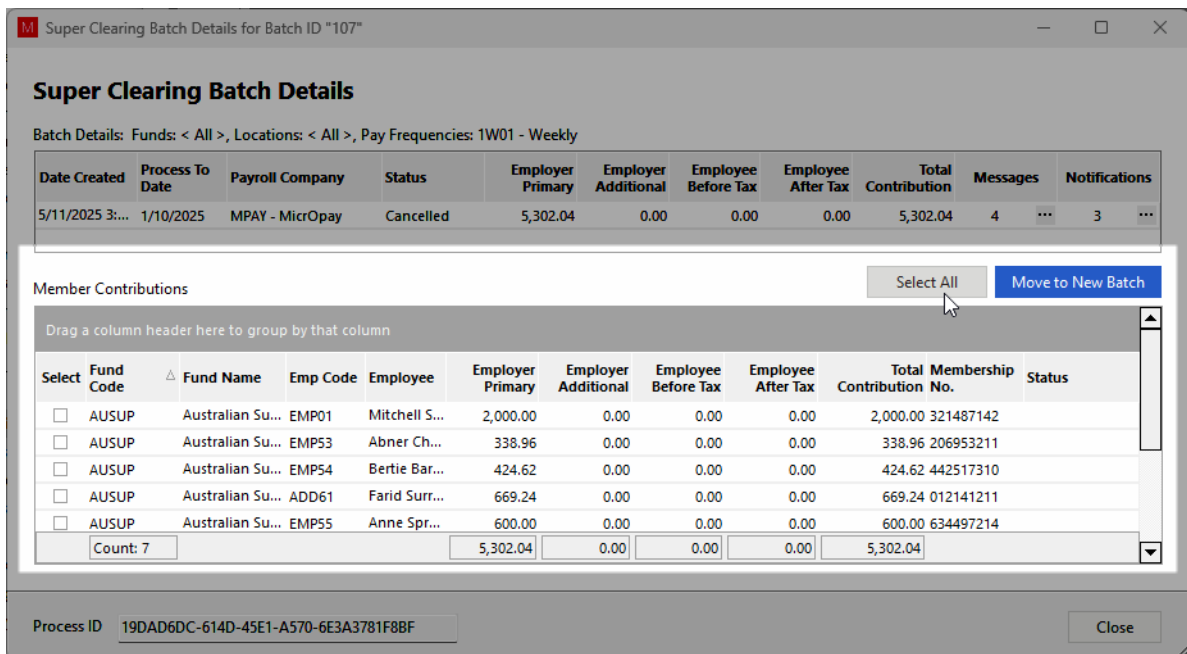 M Super Clearing Batch Details for Batch ID "107"
Super Clearing Batch Details
Batch Details: Funds: < All >, Locations: < All >, Pay Frequencies: 1W01 - Weekly
Date Created Process To Date Payroll Company Status Employer Primary Employer Additional Employee Before Tax Employee After Tax Total Contribution Messages Notifications
5/11/2025 3:... 1/10/2025 MPAY - MicrOpay Cancelled 5,302.04 0.00 0.00 0.00 5,302.04 4 ... 3 ...
Select All Move to New Batch
Member Contributions
Drag a column header here to group by that column
Select Fund Code Fund Name Emp Code Employee Employer Primary Employer Additional Employee Before Tax Employee After Tax Total Contribution Membership No. Status
AUSUP Australian Su... EMP01 Mitchell S... 2,000.00 0.00 0.00 0.00 2,000.00 321487142
AUSUP Australian Su... EMP53 Abner Ch... 338.96 0.00 0.00 0.00 338.96 206953211
AUSUP Australian Su... EMP54 Bertie Bar... 424.62 0.00 0.00 0.00 424.62 442517310
AUSUP Australian Su... ADD61 Farid Surr... 669.24 0.00 0.00 0.00 669.24 012141211
AUSUP Australian Su... EMP55 Anne Spr... 600.00 0.00 0.00 0.00 600.00 634497214
Count: 7 5,302.04 0.00 0.00 0.00 5,302.04
Process ID 19DAD6DC-614D-45E1-A570-6E3A3781F8BF Close